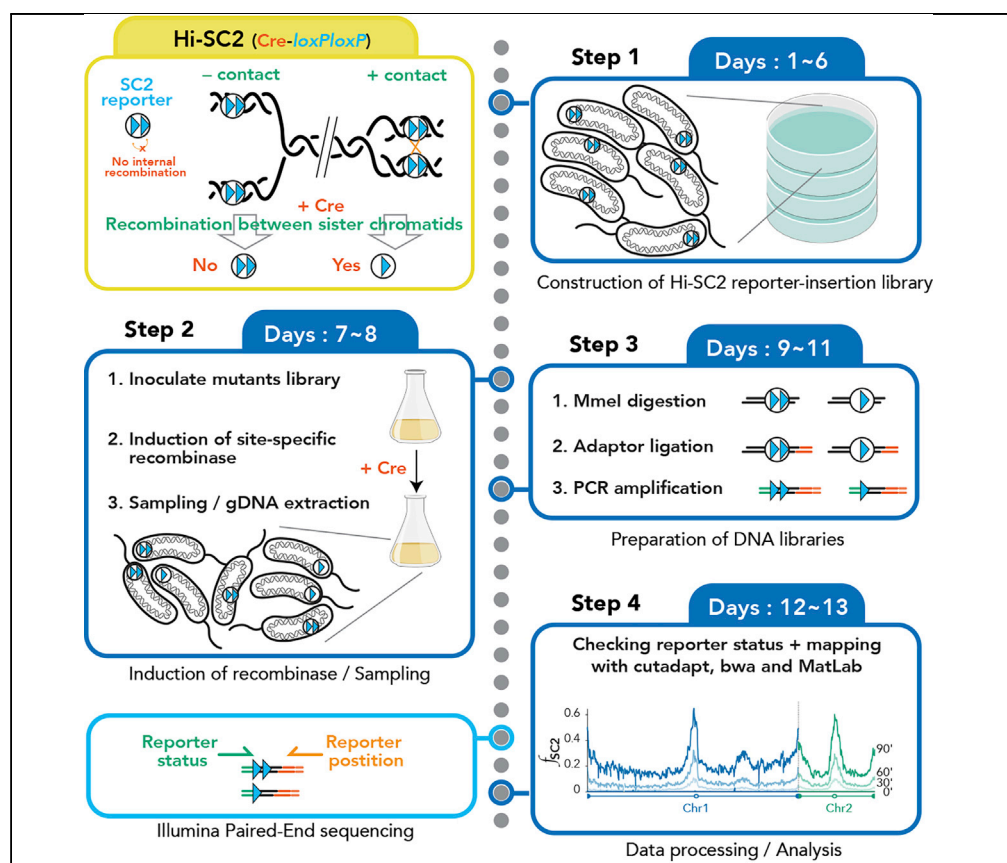 Hi-SC2 (Cre-loxPloxP)
SC2
reporter
– contact
+ contact
x
No internal
recombination
+ Cre
Recombination between sister chromatids
No
Yes
Step 1
Days : 1~6
Construction of Hi-SC2 reporter-insertion library
Step 2
Days : 7~8
1. Inoculate mutants library
2. Induction of site-specific
recombinase
+ Cre
3. Sampling / gDNA extraction
Induction of recombinase / Sampling
Step 3
Days : 9~11
1. MmeI digestion
2. Adaptor ligation
3. PCR amplification
Preparation of DNA libraries
Reporter
status
Reporter
postition
Illumina Paired-End sequencing
Step 4
Days : 12~13
Checking reporter status + mapping
with cutadapt, bwa and MatLab
fSC2
0.6
0.4
0.2
0
90'
60'
30'
0'
Chr1
Chr2
Data processing / Analysis